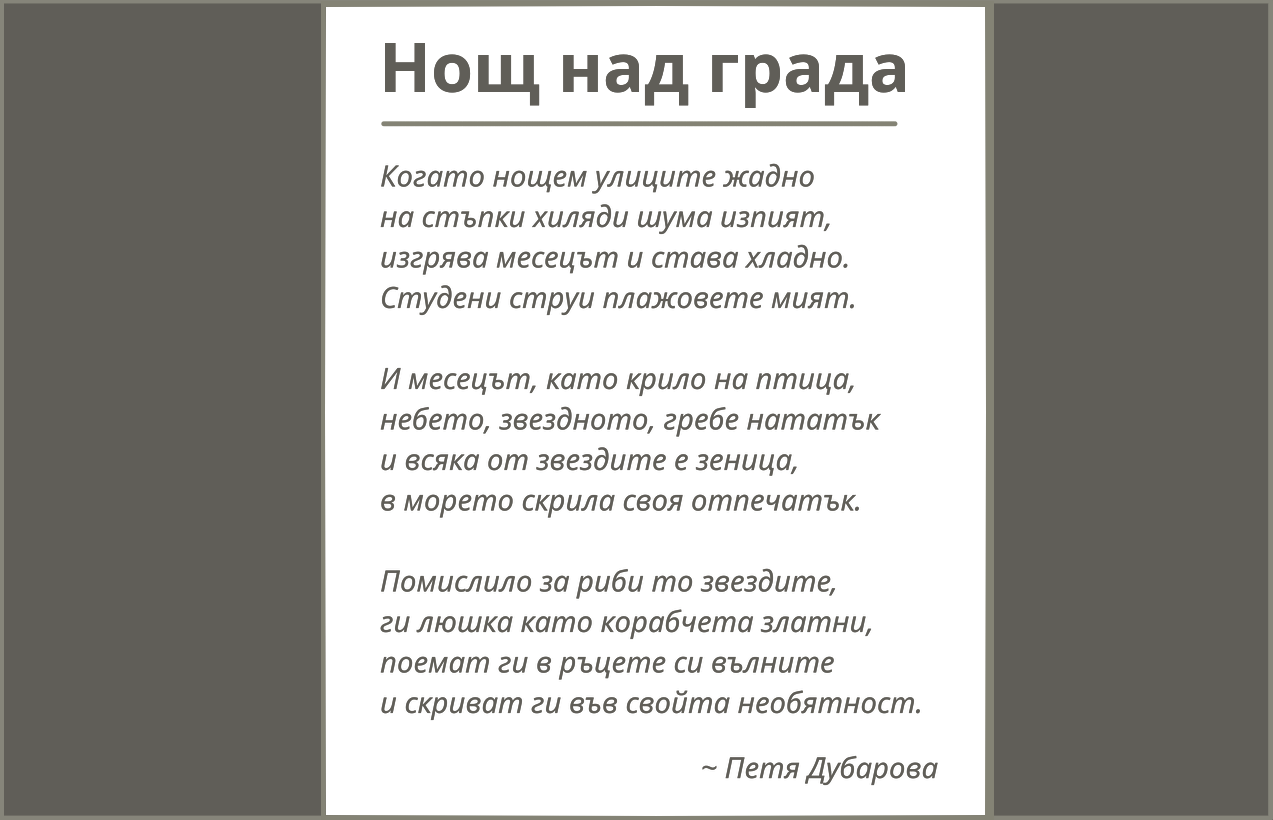 Нощ над града
Когато нощем улиците жадно
на стъпки хиляди шума изпият,
изгрява месецът и става хладно.
Студени струи плажовете мият.
И месецът, като крило на птица,
небето, звездното, гребе нататък
и всяка от звездите е зеница,
в морето скрила своя отпечатък.
Помислило за риби то звездите,
ги люшка като корабчета златни,
поемат ги в ръцете си вълните
и скриват ги във свойта необятност.
~ Петя Дубарова